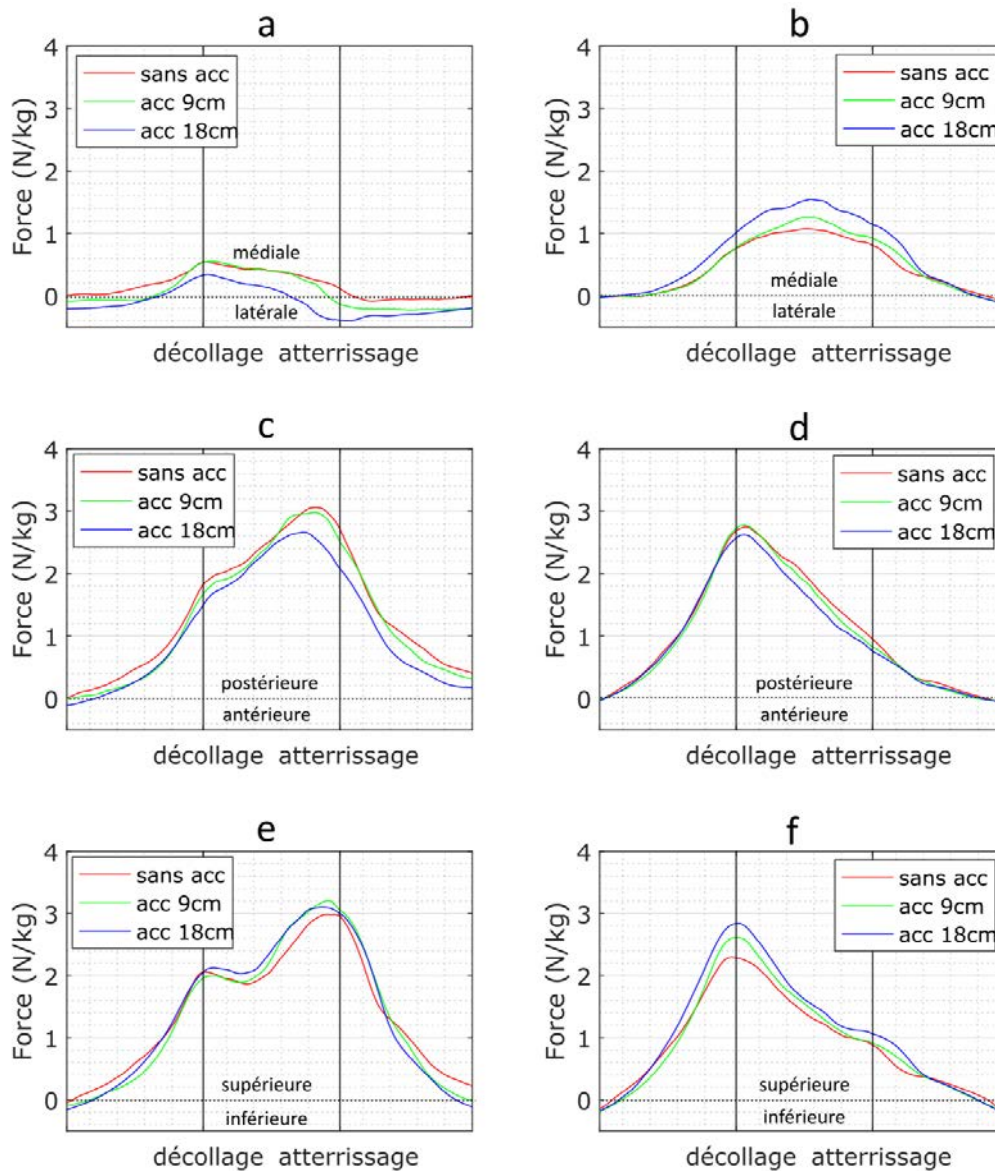 a
4
3
2
1
0
Force (N/kg)
sans acc
acc 9cm
acc 18cm
médiale
latérale
décollage atterrissage
b
4
3
2
1
0
Force (N/kg)
sans acc
acc 9cm
acc 18cm
médiale
latérale
décollage atterrissage
c
4
3
2
1
0
Force (N/kg)
sans acc
acc 9cm
acc 18cm
postérieure
antérieure
décollage atterrissage
d
4
3
2
1
0
Force (N/kg)
sans acc
acc 9cm
acc 18cm
postérieure
antérieure
décollage atterrissage
e
4
3
2
1
0
Force (N/kg)
sans acc
acc 9cm
acc 18cm
supérieure
inférieure
décollage atterrissage
f
4
3
2
1
0
Force (N/kg)
sans acc
acc 9cm
acc 18cm
supérieure
inférieure
décollage atterrissage